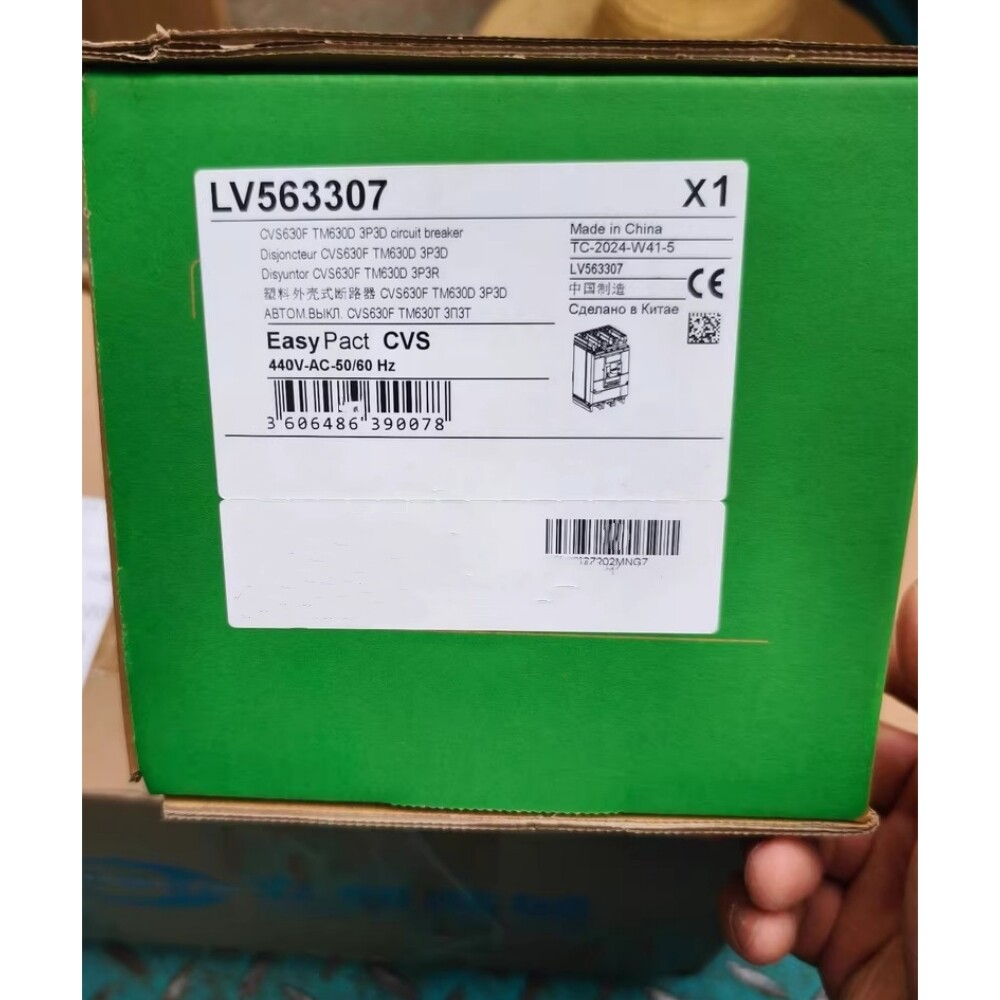 LV563307
X1
CVS630F TM630D 3P3D circuit breaker
Disjoncteur CVS630F TM630D 3P3D
Disyuntor CVS630F TM630D 3P3R
塑料外壳式断路器 CVS630F TM630D 3P3D
АВТОМ.ВЫКЛ. CVS630F TM630T 3П3Т
Made in China
TC-2024-W41-5
LV563307
中国制造
Сделано в Китае
CE
EasyPact CVS
440V-AC-50/60 Hz
3 606486 390078